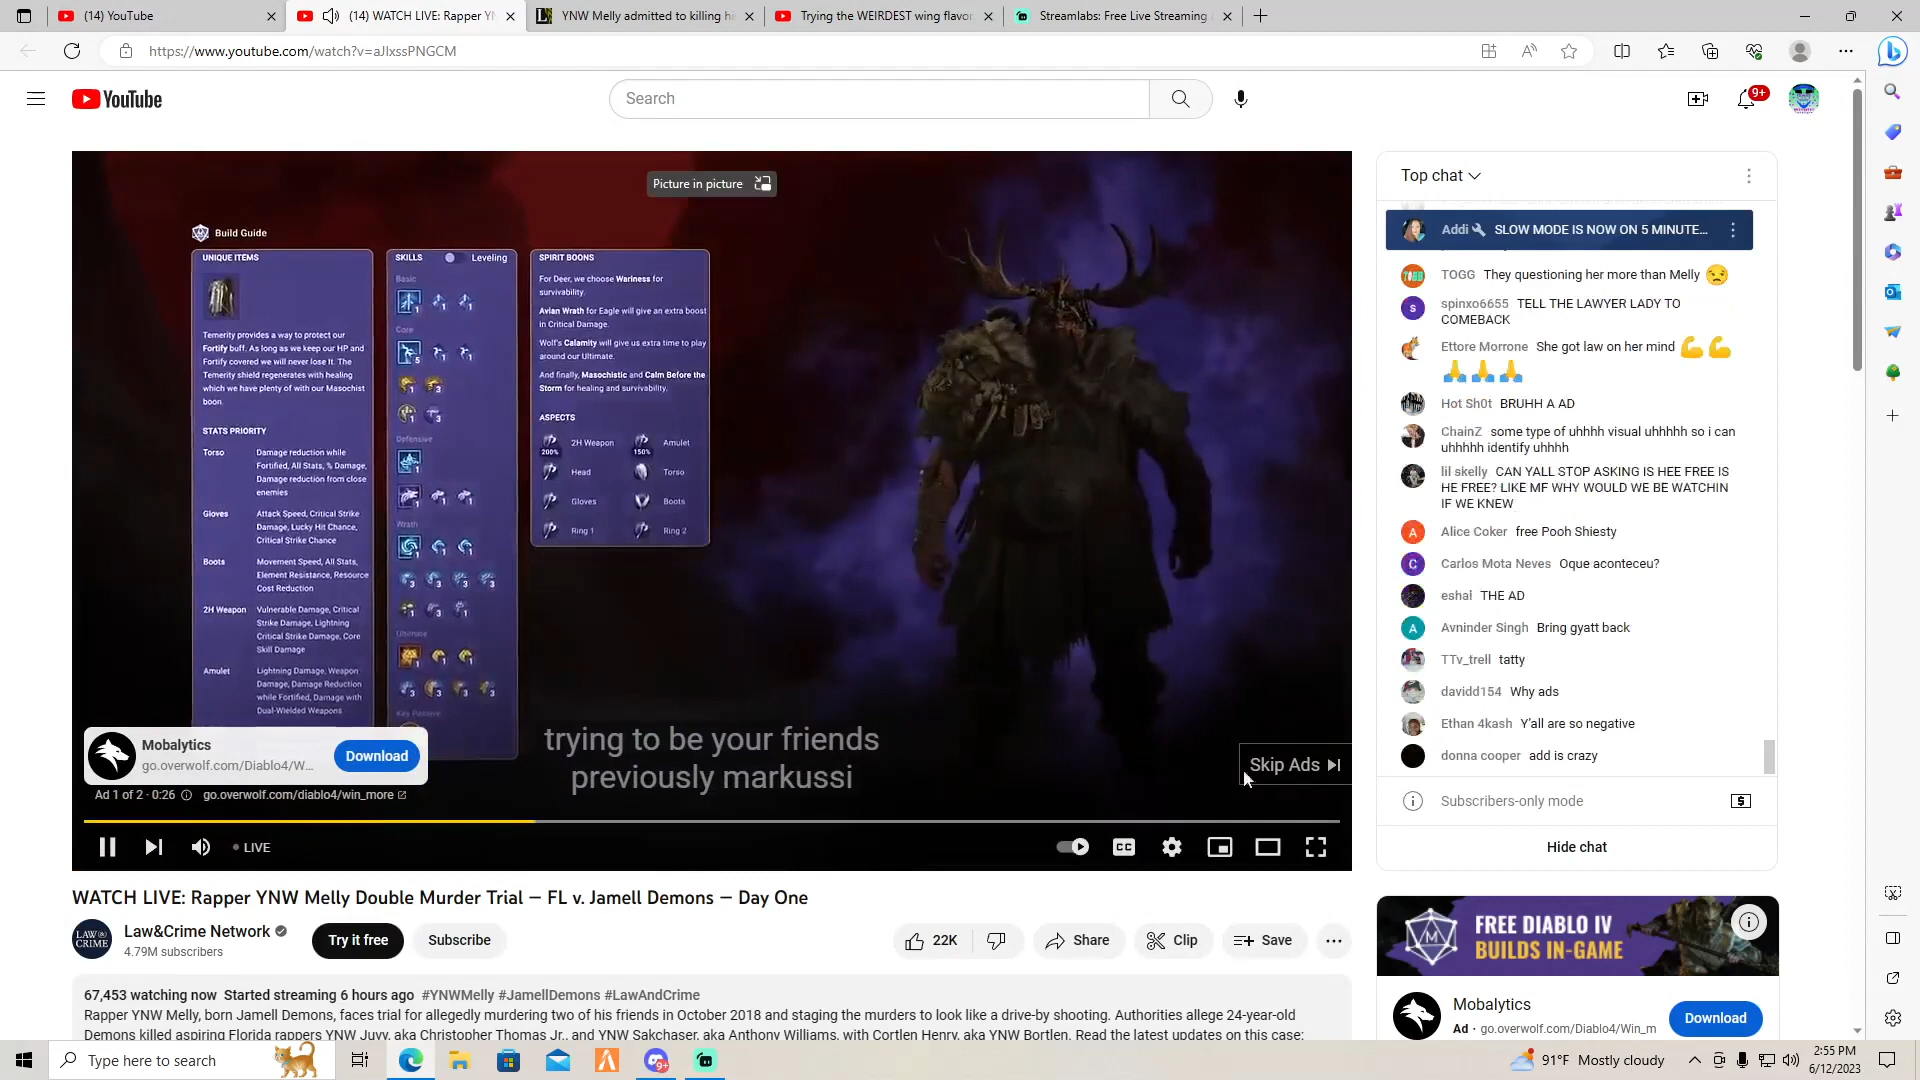 (14) YouTube
(14) WATCH LIVE: Rapper YN
YNW Melly admitted to killing hi
Trying the WEIRDEST wing flavor
Streamlabs: Free Live Streaming
https://www.youtube.com/watch?v=aJlxssPNGCM
YouTube
Search
9+
Picture in picture
Build Guide
UNIQUE ITEMS
Temerity provides a way to protect our
Fortify buff. As long as we keep our HP and
Fortify covered we will never lose it. The
Temerity shield regenerates with healing
which we have plenty of with our Masochist
boon.
STATS PRIORITY
Torso
Damage reduction while
Fortified, All Stats, % Damage,
Damage reduction from close
enemies
Gloves
Attack Speed, Critical Strike
Damage, Lucky Hit Chance,
Critical Strike Chance
Boots
Movement Speed, All Stats,
Element Resistance, Resource
Cost Reduction
2H Weapon
Vulnerable Damage, Critical
Strike Damage, Lightning
Critical Strike Damage, Core
Skill Damage
Amulet
Lightning Damage, Weapon
Damage, Damage Reduction
while Fortified, Damage with
Dual-Wielded Weapons
SKILLS
Leveling
Basic
Core
Defensive
Wrath
Ultimate
Key Passive
SPIRIT BOONS
For Deer, we choose Wariness for
survivability.
Avian Wrath for Eagle will give an extra boost
in Critical Damage.
Wolf's Calamity will give us extra time to play
around our Ultimate.
And finally, Masochistic and Calm Before the
Storm for healing and survivability.
ASPECTS
2H Weapon
200%
Amulet
150%
Head
Torso
Gloves
Boots
Ring 1
Ring 2
trying to be your friends
previously markussi
Mobalytics
go.overwolf.com/Diablo4/W...
Download
Ad 1 of 2 · 0:26
go.overwolf.com/diablo4/win_more
Skip Ads
LIVE
CC
WATCH LIVE: Rapper YNW Melly Double Murder Trial – FL v. Jamell Demons – Day One
LAW&CRIME
Law&Crime Network
4.79M subscribers
Try it free
Subscribe
22K
Share
Clip
Save
67,453 watching now Started streaming 6 hours ago #YNWMelly #JamellDemons #LawAndCrime
Rapper YNW Melly, born Jamell Demons, faces trial for allegedly murdering two of his friends in October 2018 and staging the murders to look like a drive-by shooting. Authorities allege 24-year-old
Demons killed aspiring Florida rappers YNW Juvy, aka Christopher Thomas Jr., and YNW Sakchaser, aka Anthony Williams, with Cortlen Henry, aka YNW Bortlen. Read the latest updates on this case:
Top chat
Addi SLOW MODE IS NOW ON 5 MINUTE...
TOGG They questioning her more than Melly 😒
spinxo6655 TELL THE LAWYER LADY TO
COMEBACK
Ettore Morrone She got law on her mind 💪💪
🙏🙏🙏
Hot Sh0t BRUHH A AD
ChainZ some type of uhhhh visual uhhhhh so i can
uhhhhh identify uhhhh
lil skelly CAN YALL STOP ASKING IS HEE FREE IS
HE FREE? LIKE MF WHY WOULD WE BE WATCHIN
IF WE KNEW
Alice Coker free Pooh Shiesty
Carlos Mota Neves Oque aconteceu?
eshal THE AD
Avninder Singh Bring gyatt back
TTv_trell tatty
davidd154 Why ads
Ethan 4kash Y'all are so negative
donna cooper add is crazy
Subscribers-only mode
Hide chat
FREE DIABLO IV
BUILDS IN-GAME
Mobalytics
Ad · go.overwolf.com/Diablo4/Win_m
Download
Type here to search
91°F Mostly cloudy
2:55 PM
6/12/2023